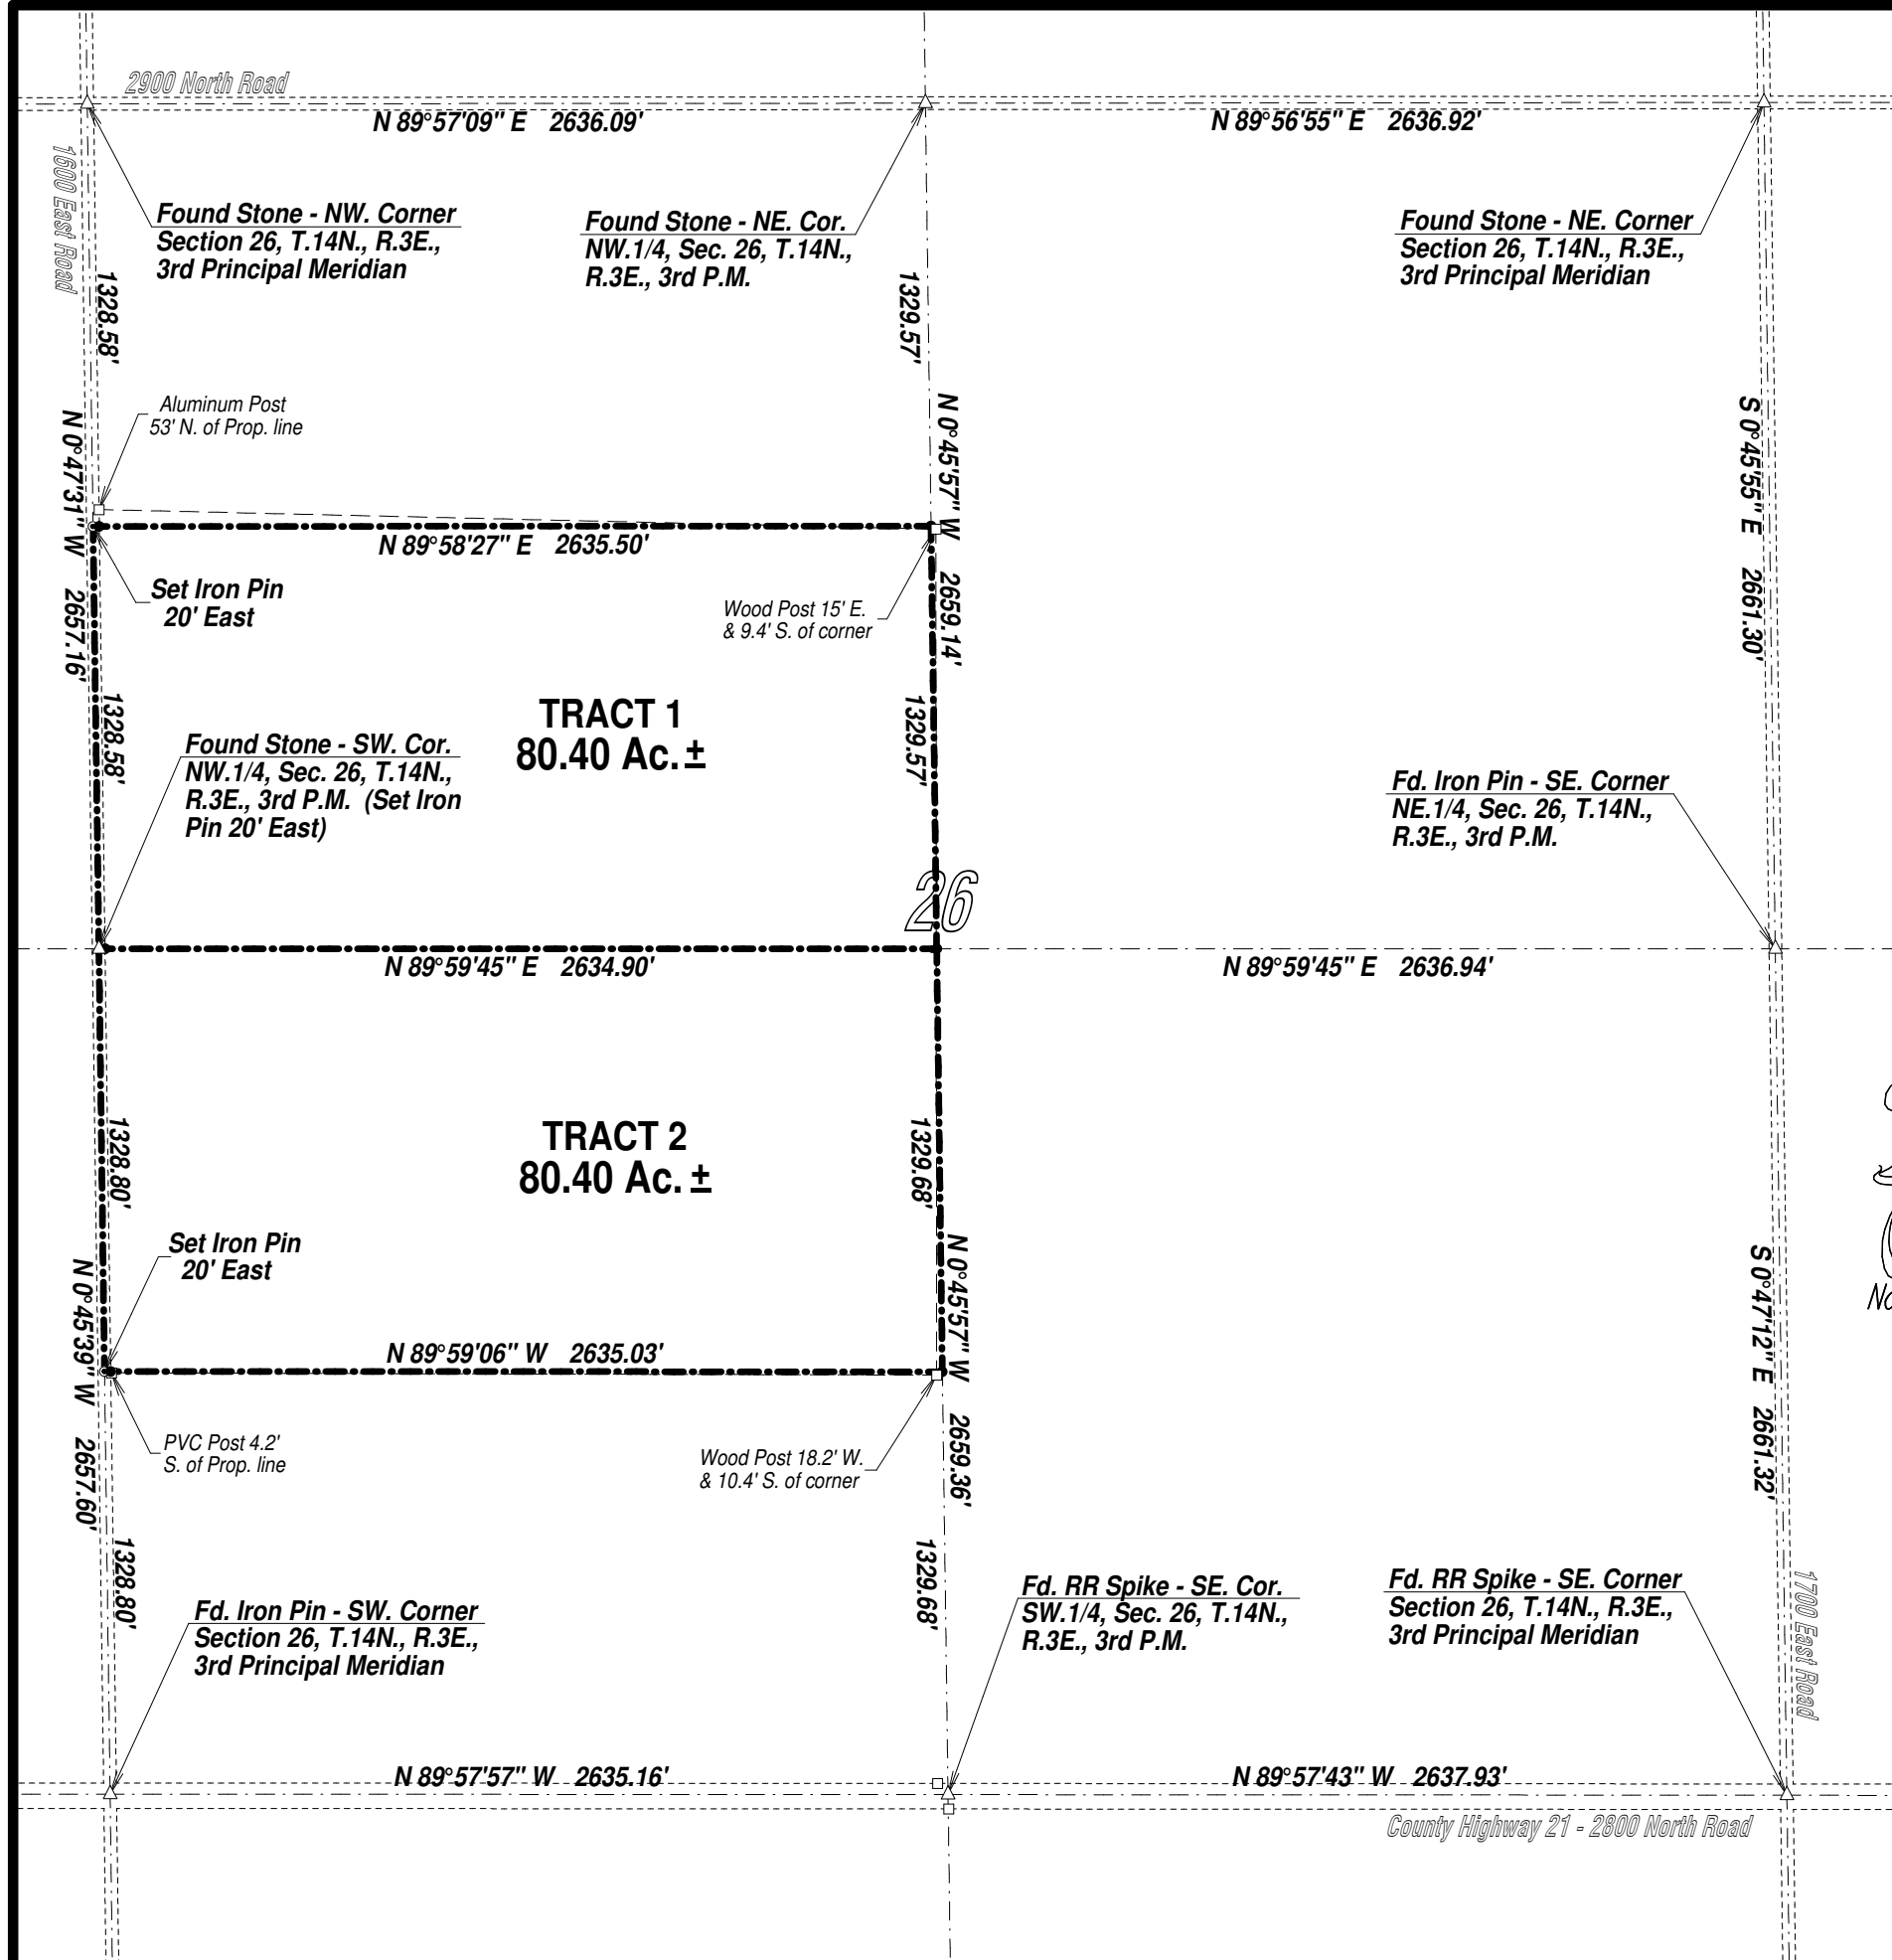 2900 North Road
N 89°57'09" E 2636.09'
N 89°56'55" E 2636.92'
1600 East Road
Found Stone - NW. Corner
Section 26, T.14N., R.3E.,
3rd Principal Meridian
Found Stone - NE. Cor.
NW.1/4, Sec. 26, T.14N.,
R.3E., 3rd P.M.
Found Stone - NE. Corner
Section 26, T.14N., R.3E.,
3rd Principal Meridian
1328.58'
1329.57'
Aluminum Post
53' N. of Prop. line
N 0°47'31" W 2657.16'
N 0°45'57" W 2659.14'
S 0°45'55" E 2661.30'
N 89°58'27" E 2635.50'
Set Iron Pin
20' East
Wood Post 15' E.
& 9.4' S. of corner
1328.58'
TRACT 1
80.40 Ac.±
1329.57'
Found Stone - SW. Cor.
NW.1/4, Sec. 26, T.14N.,
R.3E., 3rd P.M. (Set Iron
Pin 20' East)
Fd. Iron Pin - SE. Corner
NE.1/4, Sec. 26, T.14N.,
R.3E., 3rd P.M.
26
N 89°59'45" E 2634.90'
N 89°59'45" E 2636.94'
1328.80'
TRACT 2
80.40 Ac.±
1329.68'
Set Iron Pin
20' East
N 0°45'39" W 2657.60'
N 0°45'57" W 2659.36'
S 0°47'12" E 2661.32'
N 89°59'06" W 2635.03'
PVC Post 4.2'
S. of Prop. line
Wood Post 18.2' W.
& 10.4' S. of corner
1328.80'
1329.68'
Fd. Iron Pin - SW. Corner
Section 26, T.14N., R.3E.,
3rd Principal Meridian
Fd. RR Spike - SE. Cor.
SW.1/4, Sec. 26, T.14N.,
R.3E., 3rd P.M.
Fd. RR Spike - SE. Corner
Section 26, T.14N., R.3E.,
3rd Principal Meridian
1700 East Road
N 89°57'57" W 2635.16'
N 89°57'43" W 2637.93'
County Highway 21 - 2800 North Road